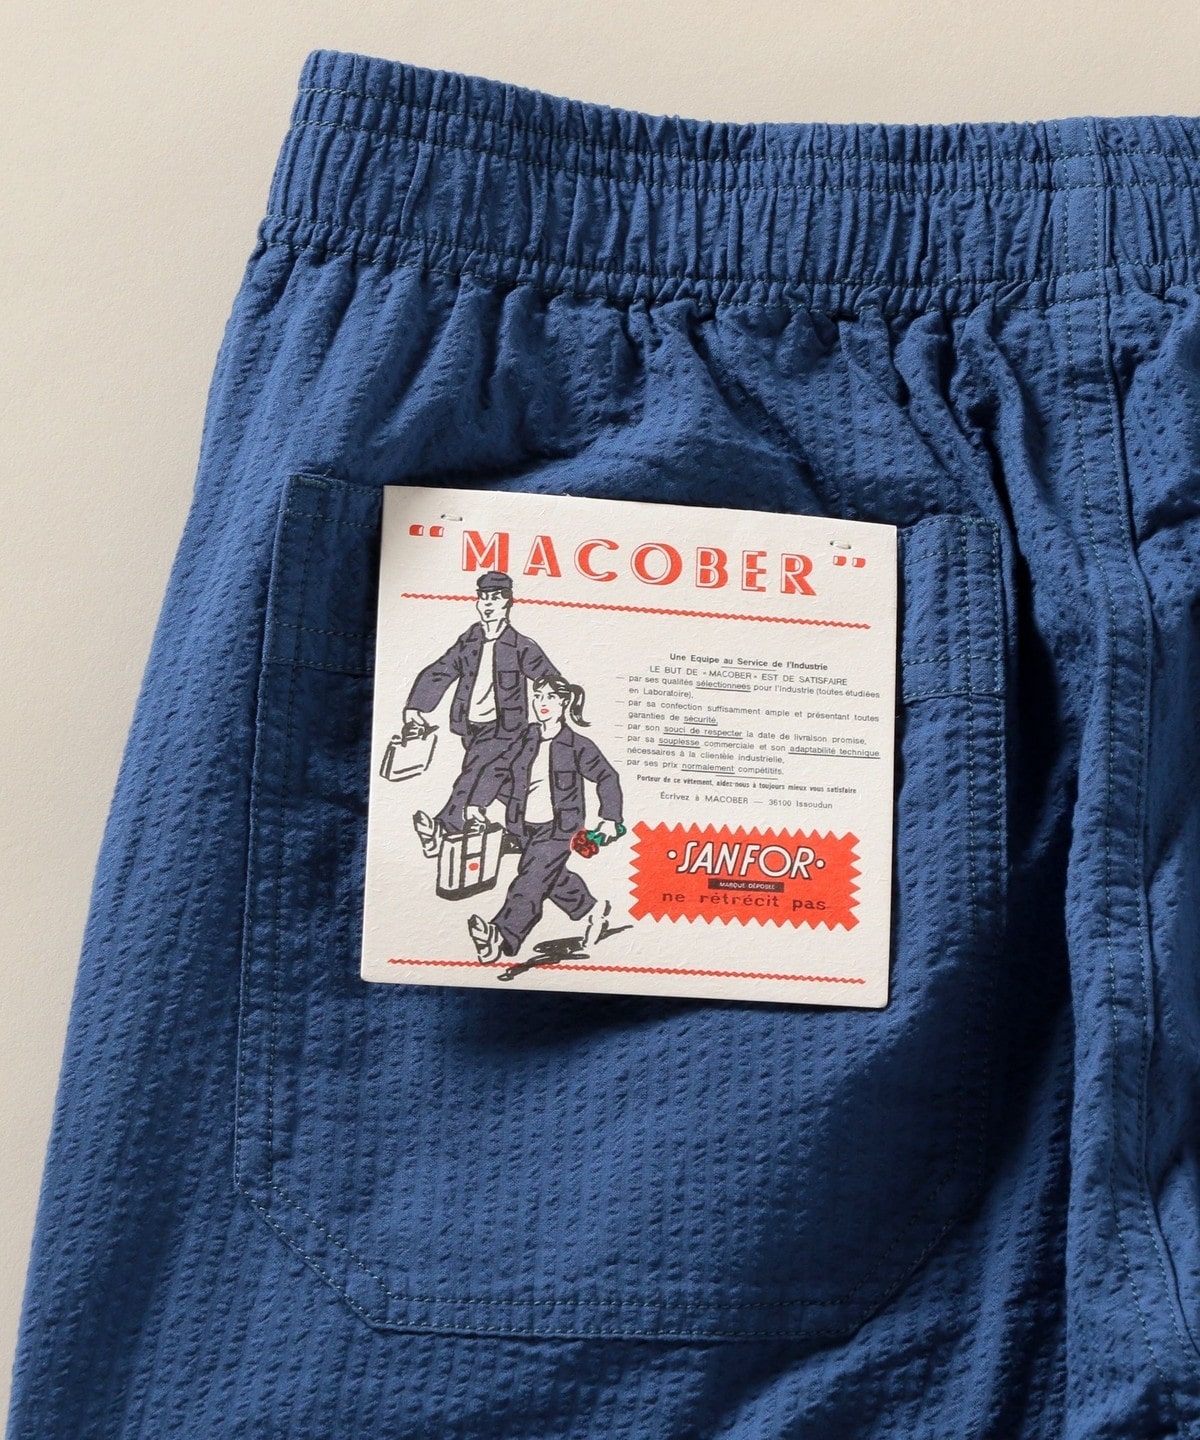 “MACOBER”
Une Equipe au Service de l'Industrie
LE BUT DE « MACOBER » EST DE SATISFAIRE
— par ses qualités sélectionnees pour l'industrie (toutes étudiées
en Laboratoire),
— par sa confection suffisamment ample et présentant toutes
garanties de sécurité,
— par son souci de respecter la date de livraison promise,
— par sa souplesse commerciale et son adaptabilité technique
nécessaires à la clientèle industrielle,
— par ses prix normalement compétitifs.
Porteur de ce vêtement, aidez-nous à toujours mieux vous satisfaire
Écrivez à MACOBER — 36100 Issoudun
·SANFOR·
MARQUE DÉPOSÉE
ne rétrécit pas